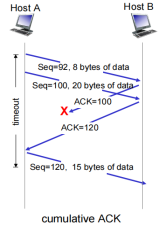 Host A
Host B
Seq=92, 8 bytes of data
Seq=100, 20 bytes of data
ACK=100
X
timeout
ACK=120
Seq=120, 15 bytes of data
cumulative ACK